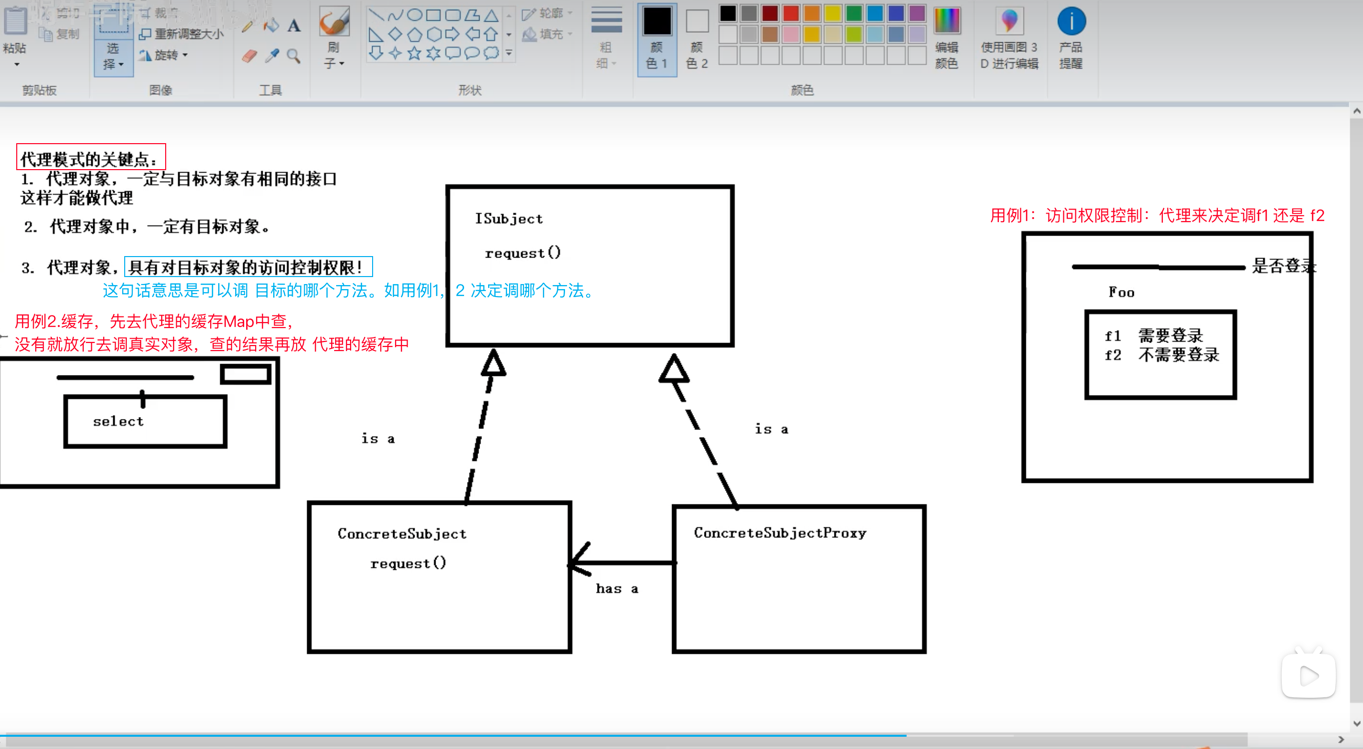 剪切
裁剪
粘贴
复制
选
择
重新调整大小
旋转
A
刷
子
轮廓
填充
粗
细
颜
色 1
颜
色 2
编辑
颜色
使用画图 3
D 进行编辑
产品
提醒
剪贴板
图像
工具
形状
颜色
代理模式的关键点：
1. 代理对象，一定与目标对象有相同的接口
这样才能做代理
2. 代理对象中，一定有目标对象。
3. 代理对象，具有对目标对象的访问控制权限！
这句话意思是可以调 目标的哪个方法。如用例1，2 决定调哪个方法。
用例2.缓存，先去代理的缓存Map中查，
没有就放行去调真实对象，查的结果再放 代理的缓存中
select
ISubject
request()
is a
is a
ConcreteSubject
request()
has a
ConcreteSubjectProxy
用例1：访问权限控制：代理来决定调f1 还是 f2
是否登录
Foo
f1 需要登录
f2 不需要登录